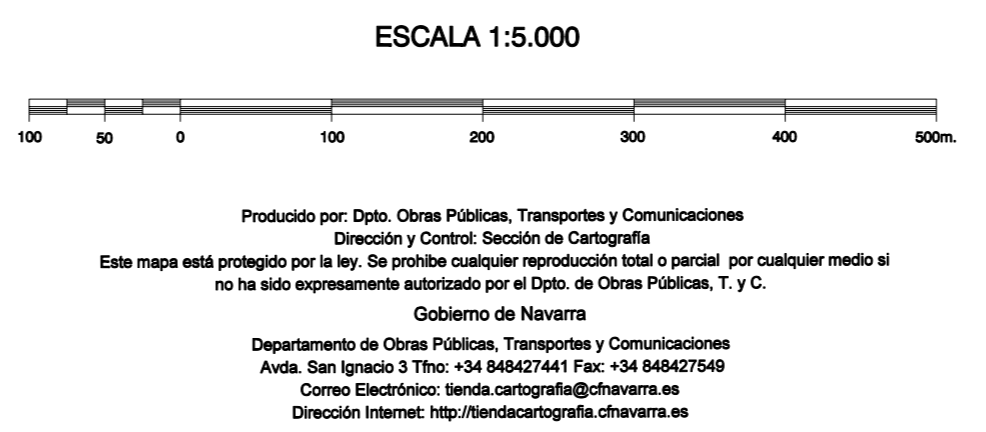 ESCALA 1:5.000
100 50 0 100 200 300 400 500m.
Producido por: Dpto. Obras Públicas, Transportes y Comunicaciones
Dirección y Control: Sección de Cartografía
Este mapa está protegido por la ley. Se prohibe cualquier reproducción total o parcial por cualquier medio si
no ha sido expresamente autorizado por el Dpto. de Obras Públicas, T. y C.
Gobierno de Navarra
Departamento de Obras Públicas, Transportes y Comunicaciones
Avda. San Ignacio 3 Tfno: +34 848427441 Fax: +34 848427549
Correo Electrónico: tienda.cartografia@cfnavarra.es
Dirección Internet: http://tiendacartografia.cfnavarra.es